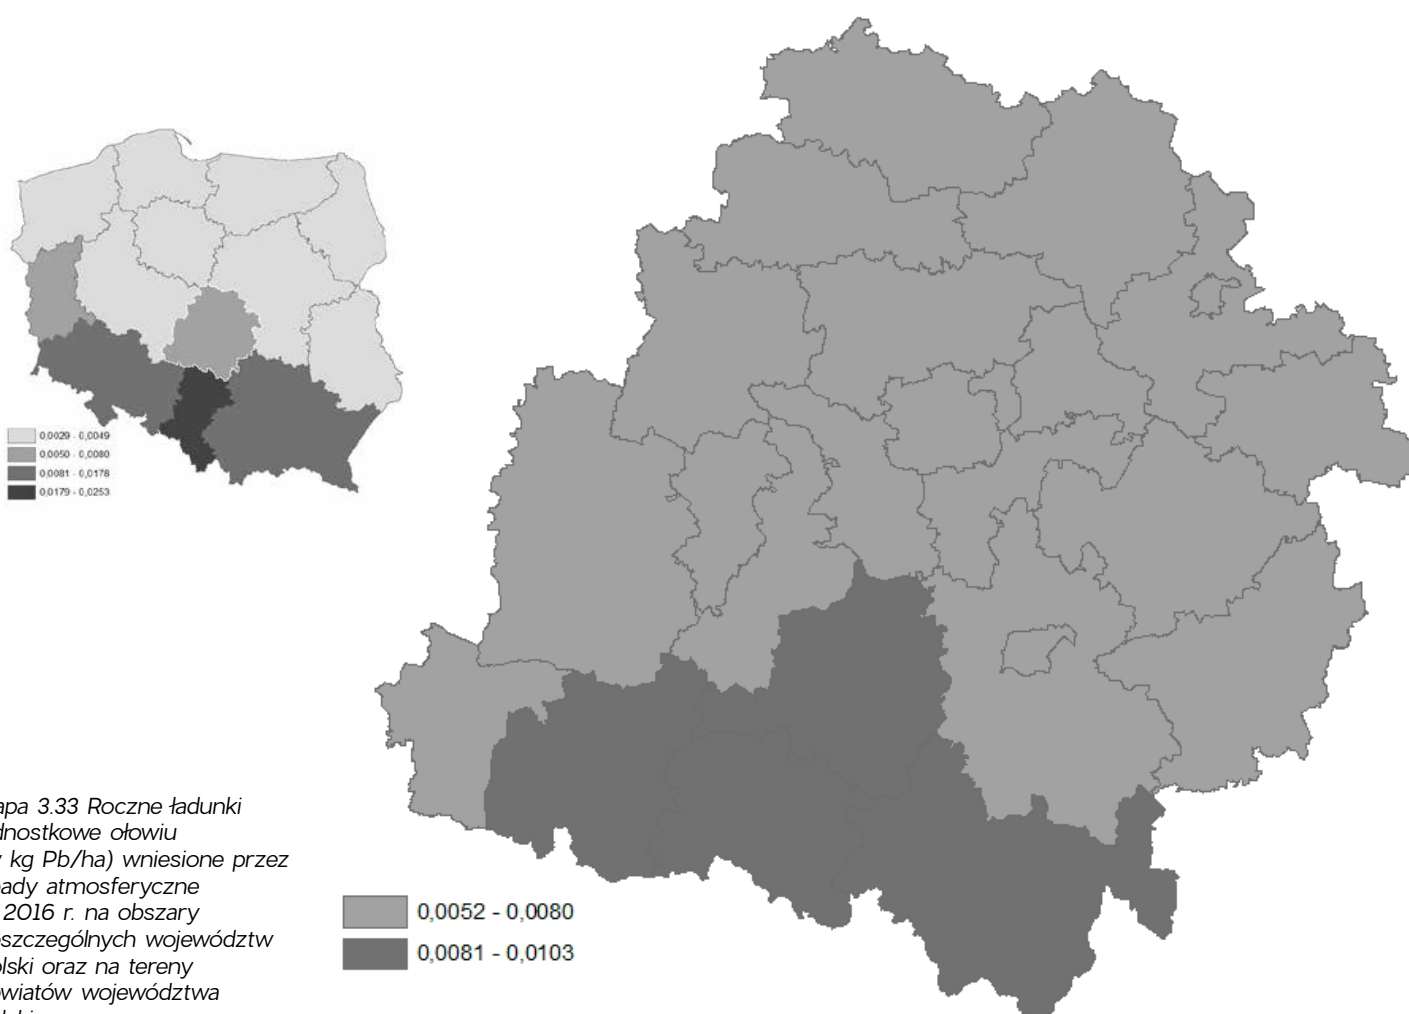 0,0029 - 0,0049
0,0050 - 0,0080
0,0081 - 0,0178
0,0179 - 0,0253
apa 3.33 Roczne ładunki
dnostkowe ołowiu
kg Pb/ha) wniesione przez
ady atmosferyczne
2016 r. na obszary
oszczególnych województw
olski oraz na tereny
owiatów województwa
0,0052 - 0,0080
0,0081 - 0,0103